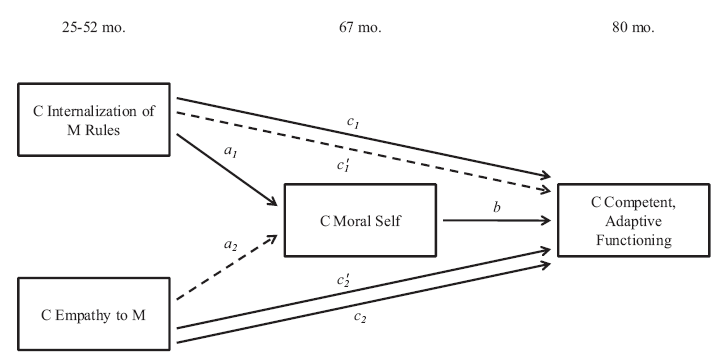 25-52 mo.
67 mo.
80 mo.
C Internalization of
M Rules
c1
a1
c1′
C Moral Self
b
C Competent,
Adaptive
Functioning
a2
C Empathy to M
c2′
c2